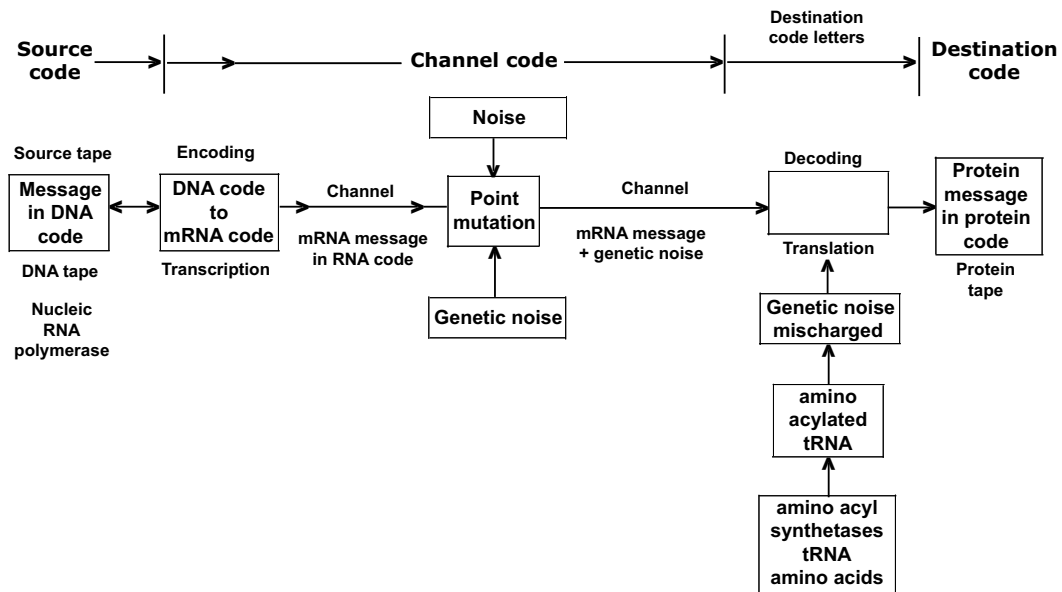 Source
code
Channel code
Destination
code letters
Destination
code
Noise
Source tape
Message
in DNA
code
DNA tape
Nucleic
RNA
polymerase
Encoding
DNA code
to
mRNA code
Transcription
Channel
mRNA message
in RNA code
Point
mutation
Genetic noise
Channel
mRNA message
+ genetic noise
Decoding
Translation
Genetic noise
mischarged
amino
acylated
tRNA
amino acyl
synthetases
tRNA
amino acids
Protein
message
in protein
code
Protein
tape